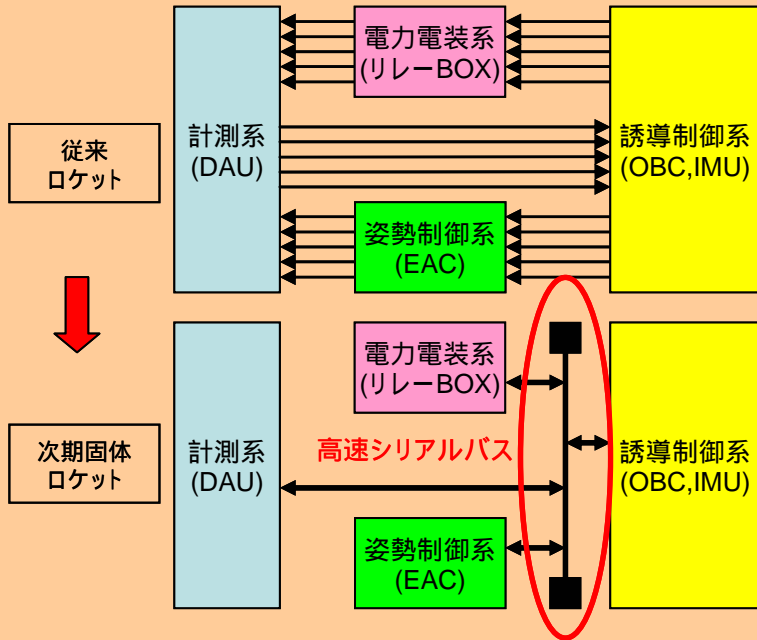 電力電装系
(リレーBOX)
従来
ロケット
計測系
(DAU)
誘導制御系
(OBC,IMU)
姿勢制御系
(EAC)
電力電装系
(リレーBOX)
次期固体
ロケット
計測系
(DAU)
高速シリアルバス
誘導制御系
(OBC,IMU)
姿勢制御系
(EAC)